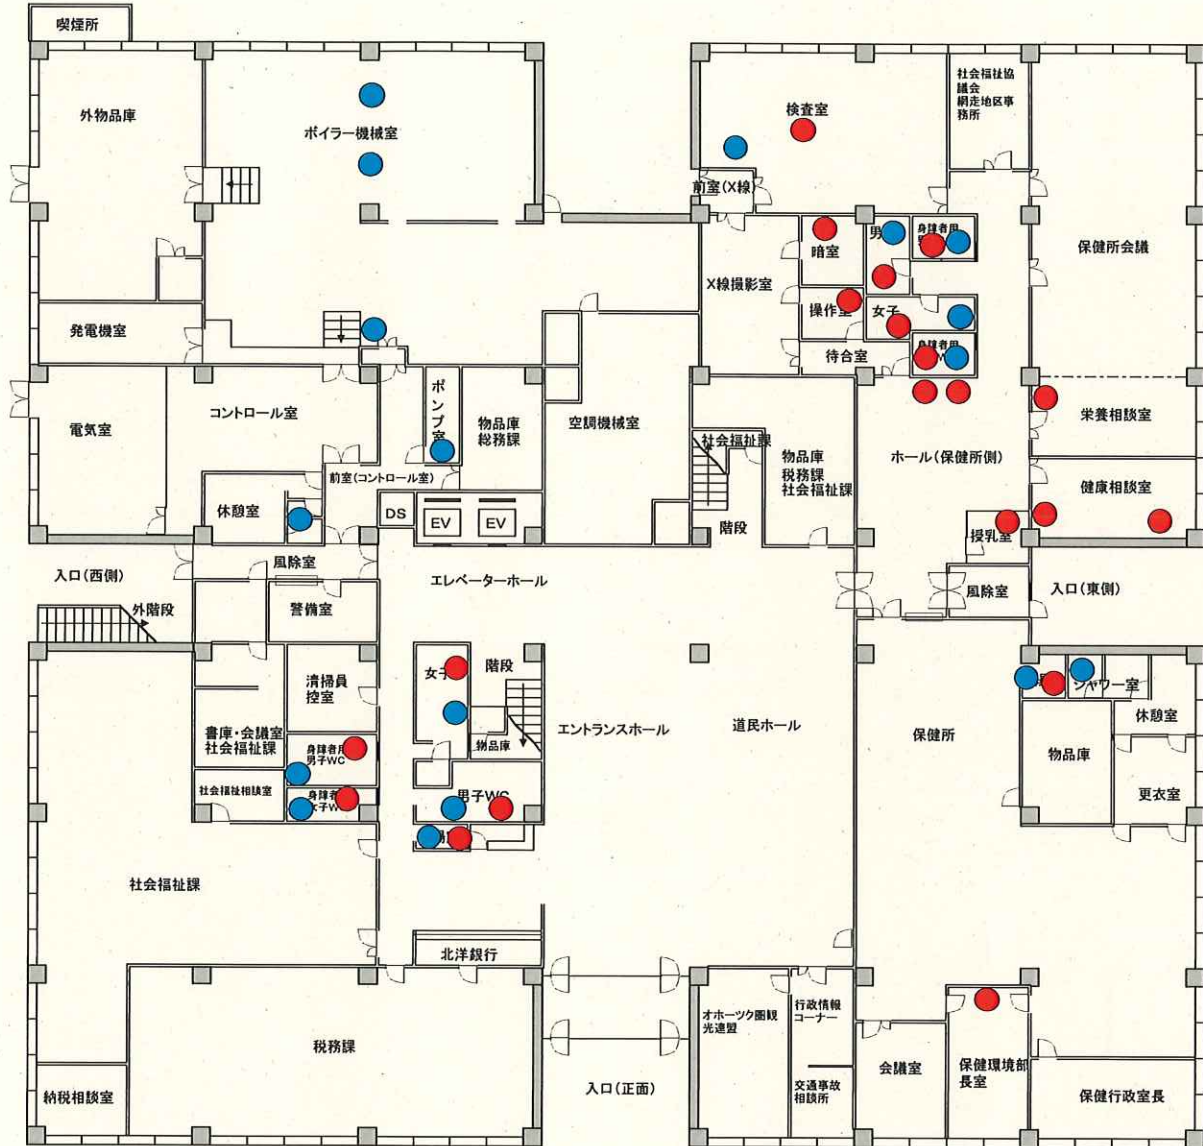 喫煙所
外物品庫
ボイラー機械室
検査室
社会福祉協
議会
網走地区事
務所
前室(X線)
男
身障者用
暗室
X線撮影室
保健所会議
発電機室
操作室
女子
身障者用
待合室
電気室
コントロール室
ポンプ室
物品庫
総務課
空調機械室
社会福祉課
物品庫
税務課
社会福祉課
階段
ホール(保健所側)
栄養相談室
健康相談室
前室(コントロール室)
休憩室
DS
EV
EV
授乳室
風除室
入口(西側)
外階段
風除室
警備室
エレベーターホール
入口(東側)
清掃員
控室
女子
階段
物品庫
書庫・会議室
社会福祉課
身障者用
男子WC
社会福祉相談室
身障者
女子W
男子WC
エントランスホール
道民ホール
保健所
シャワー室
休憩室
物品庫
更衣室
社会福祉課
北洋銀行
税務課
納税相談室
入口(正面)
オホーツク圏観
光連盟
行政情報
コーナー
交通事故
相談所
会議室
保健環境部
長室
保健行政室長